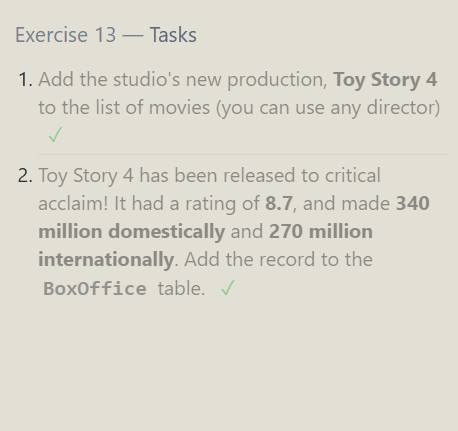 Exercise 13 — Tasks
1. Add the studio's new production, Toy Story 4
to the list of movies (you can use any director)
✓
2. Toy Story 4 has been released to critical
acclaim! It had a rating of 8.7, and made 340
million domestically and 270 million
internationally. Add the record to the
BoxOffice table. ✓